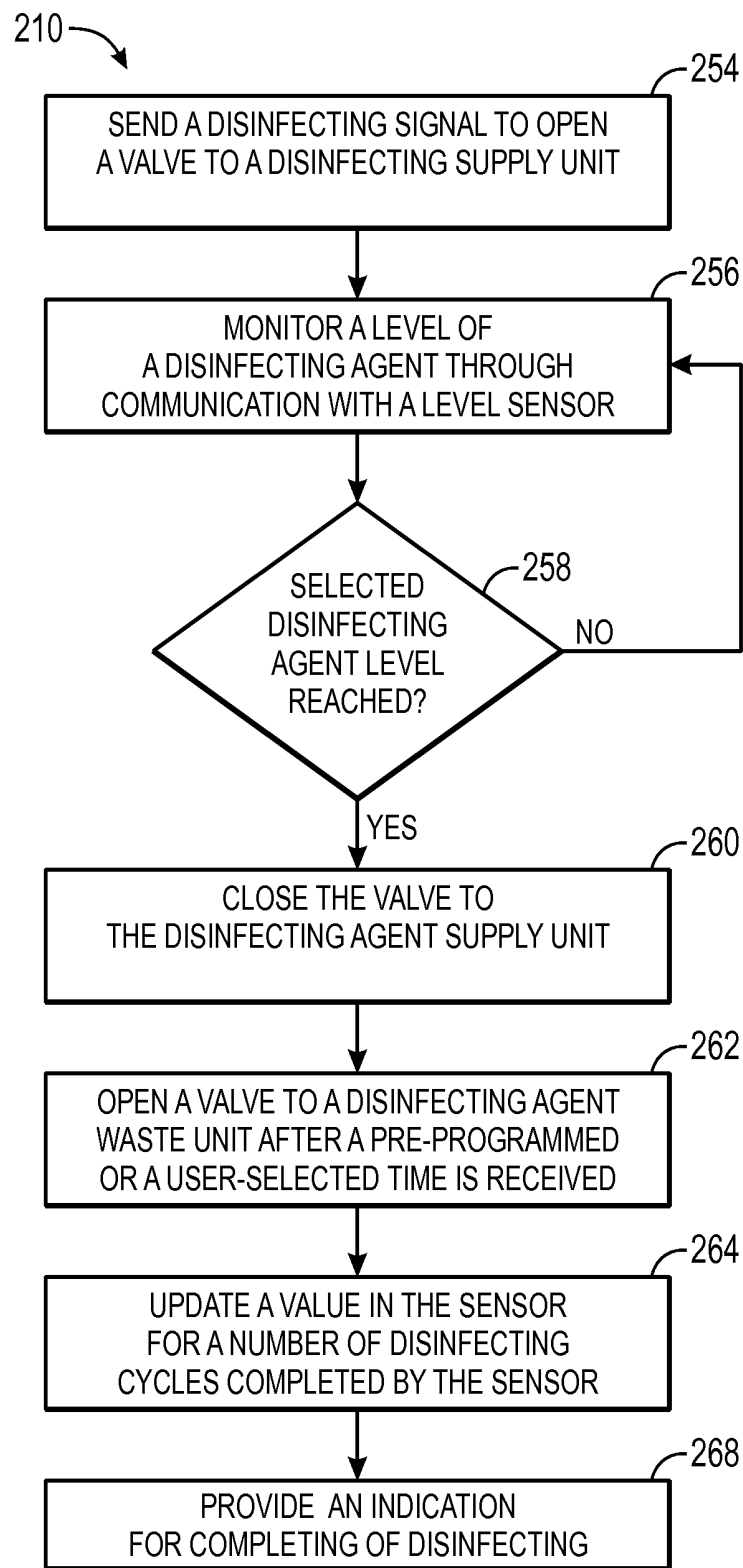 210
254
SEND A DISINFECTING SIGNAL TO OPEN
A VALVE TO A DISINFECTING SUPPLY UNIT
256
MONITOR A LEVEL OF
A DISINFECTING AGENT THROUGH
COMMUNICATION WITH A LEVEL SENSOR
258
SELECTED
DISINFECTING
AGENT LEVEL
REACHED?
NO
YES
260
CLOSE THE VALVE TO
THE DISINFECTING AGENT SUPPLY UNIT
262
OPEN A VALVE TO A DISINFECTING AGENT
WASTE UNIT AFTER A PRE-PROGRAMMED
OR A USER-SELECTED TIME IS RECEIVED
264
UPDATE A VALUE IN THE SENSOR
FOR A NUMBER OF DISINFECTING
CYCLES COMPLETED BY THE SENSOR
268
PROVIDE AN INDICATION
FOR COMPLETING OF DISINFECTING